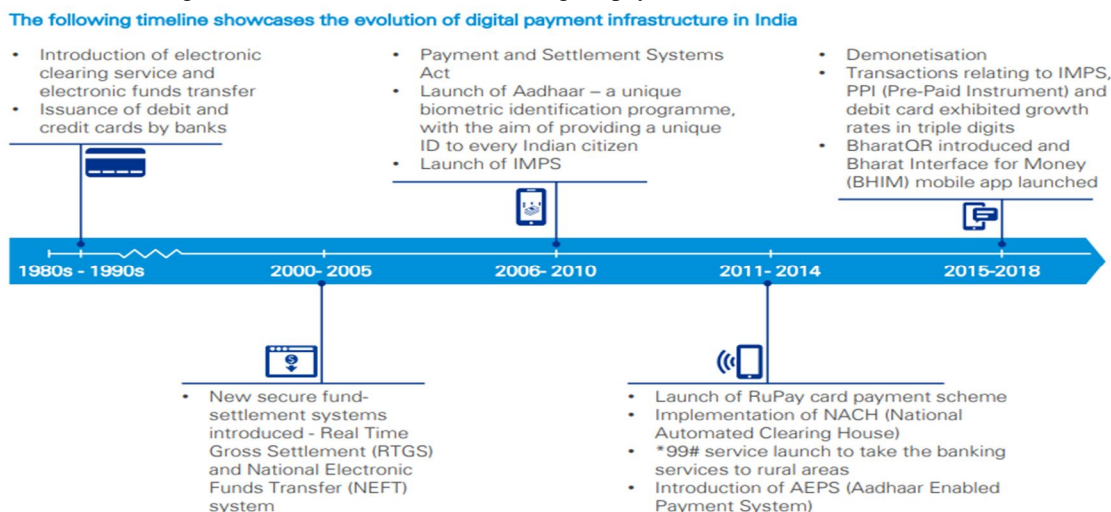 The following timeline showcases the evolution of digital payment infrastructure in India
• Introduction of electronic
clearing service and
electronic funds transfer
• Issuance of debit and
credit cards by banks
• Payment and Settlement Systems
Act
• Launch of Aadhaar – a unique
biometric identification programme,
with the aim of providing a unique
ID to every Indian citizen
• Launch of IMPS
• Demonetisation
• Transactions relating to IMPS,
PPI (Pre-Paid Instrument) and
debit card exhibited growth
rates in triple digits
• BharatQR introduced and
Bharat Interface for Money
(BHIM) mobile app launched
1980s - 1990s
2000- 2005
2006- 2010
2011- 2014
2015-2018
$
• New secure fund-
settlement systems
introduced - Real Time
Gross Settlement (RTGS)
and National Electronic
Funds Transfer (NEFT)
system
• Launch of RuPay card payment scheme
• Implementation of NACH (National
Automated Clearing House)
• *99# service launch to take the banking
services to rural areas
• Introduction of AEPS (Aadhaar Enabled
Payment System)